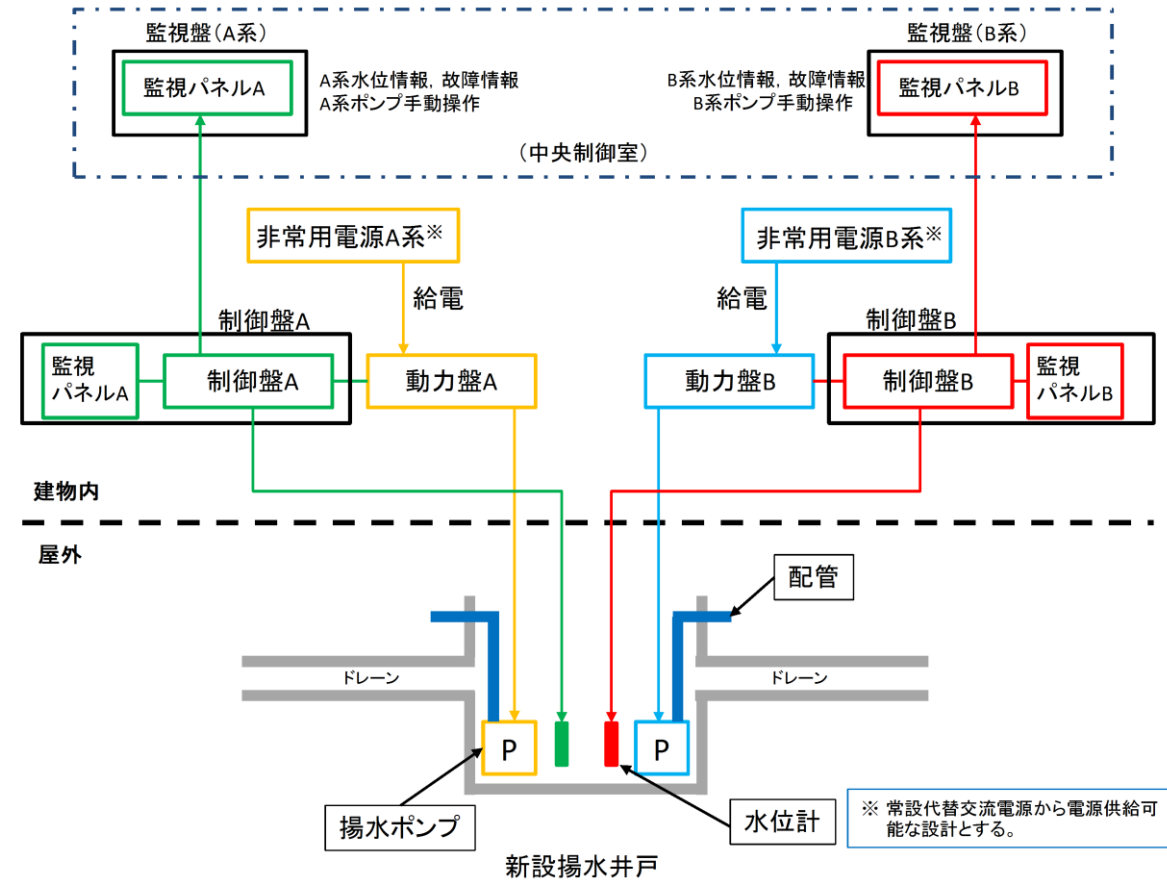 監視盤(A系)
監視盤(B系)
監視パネルA
A系水位情報, 故障情報
A系ポンプ手動操作
B系水位情報, 故障情報
B系ポンプ手動操作
監視パネルB
(中央制御室)
非常用電源A系※
非常用電源B系※
給電
給電
制御盤A
制御盤B
監視
パネルA
制御盤A
動力盤A
動力盤B
制御盤B
監視
パネルB
建物内
屋外
配管
ドレーン
ドレーン
P
P
揚水ポンプ
水位計
※ 常設代替交流電源から電源供給可
能な設計とする。
新設揚水井戸